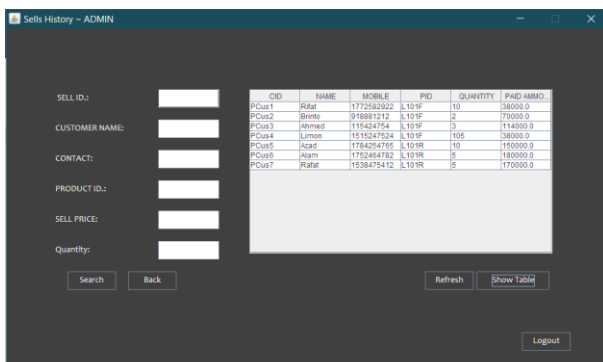 Sells History ~ ADMIN
SELL ID.:
CUSTOMER NAME:
CONTACT:
PRODUCT ID.:
SELL PRICE:
Quantity:
Search Back
CID NAME MOBILE PID QUANTITY PAID AMMO...
PCus1 Rifat 1772582922 L101F 10 38000.0
PCus2 Brinto 918881212 L101F 2 70000.0
PCus3 Ahmed 115424754 L101F 3 114000.0
PCus4 Limon 1515247524 L101F 105 38000.0
PCus5 Azad 1784254765 L101R 10 150000.0
PCus6 Alam 1752464782 L101R 5 180000.0
PCus7 Rafat 1538475412 L101R 5 170000.0
Refresh Show Table
Logout